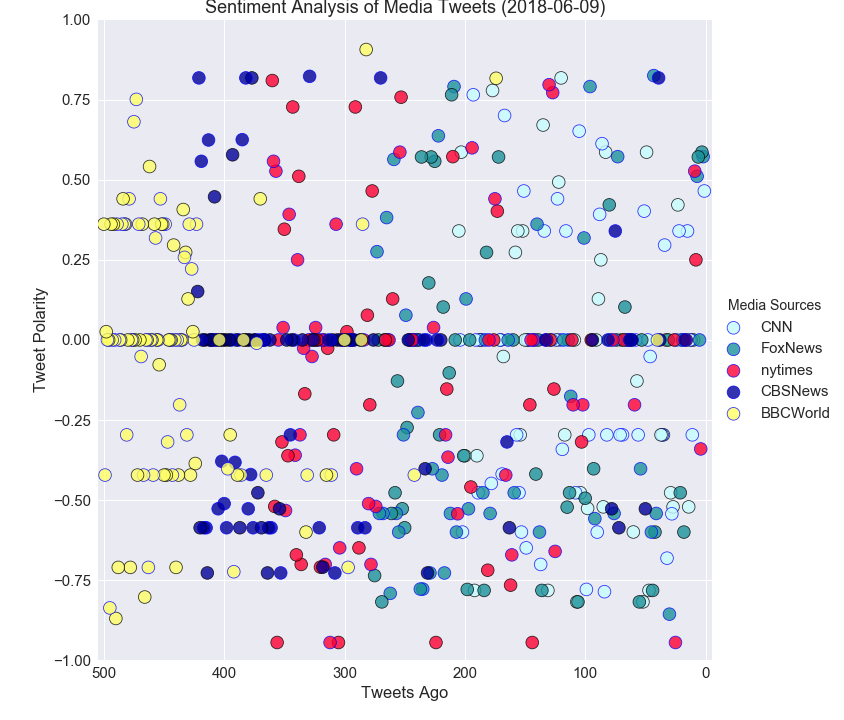 Sentiment Analysis of Media Tweets (2018-06-09)
1.00
0.75
0.50
0.25
0.00
−0.25
−0.50
−0.75
−1.00
Tweet Polarity
500 400 300 200 100 0
Tweets Ago
Media Sources
CNN
FoxNews
nytimes
CBSNews
BBCWorld